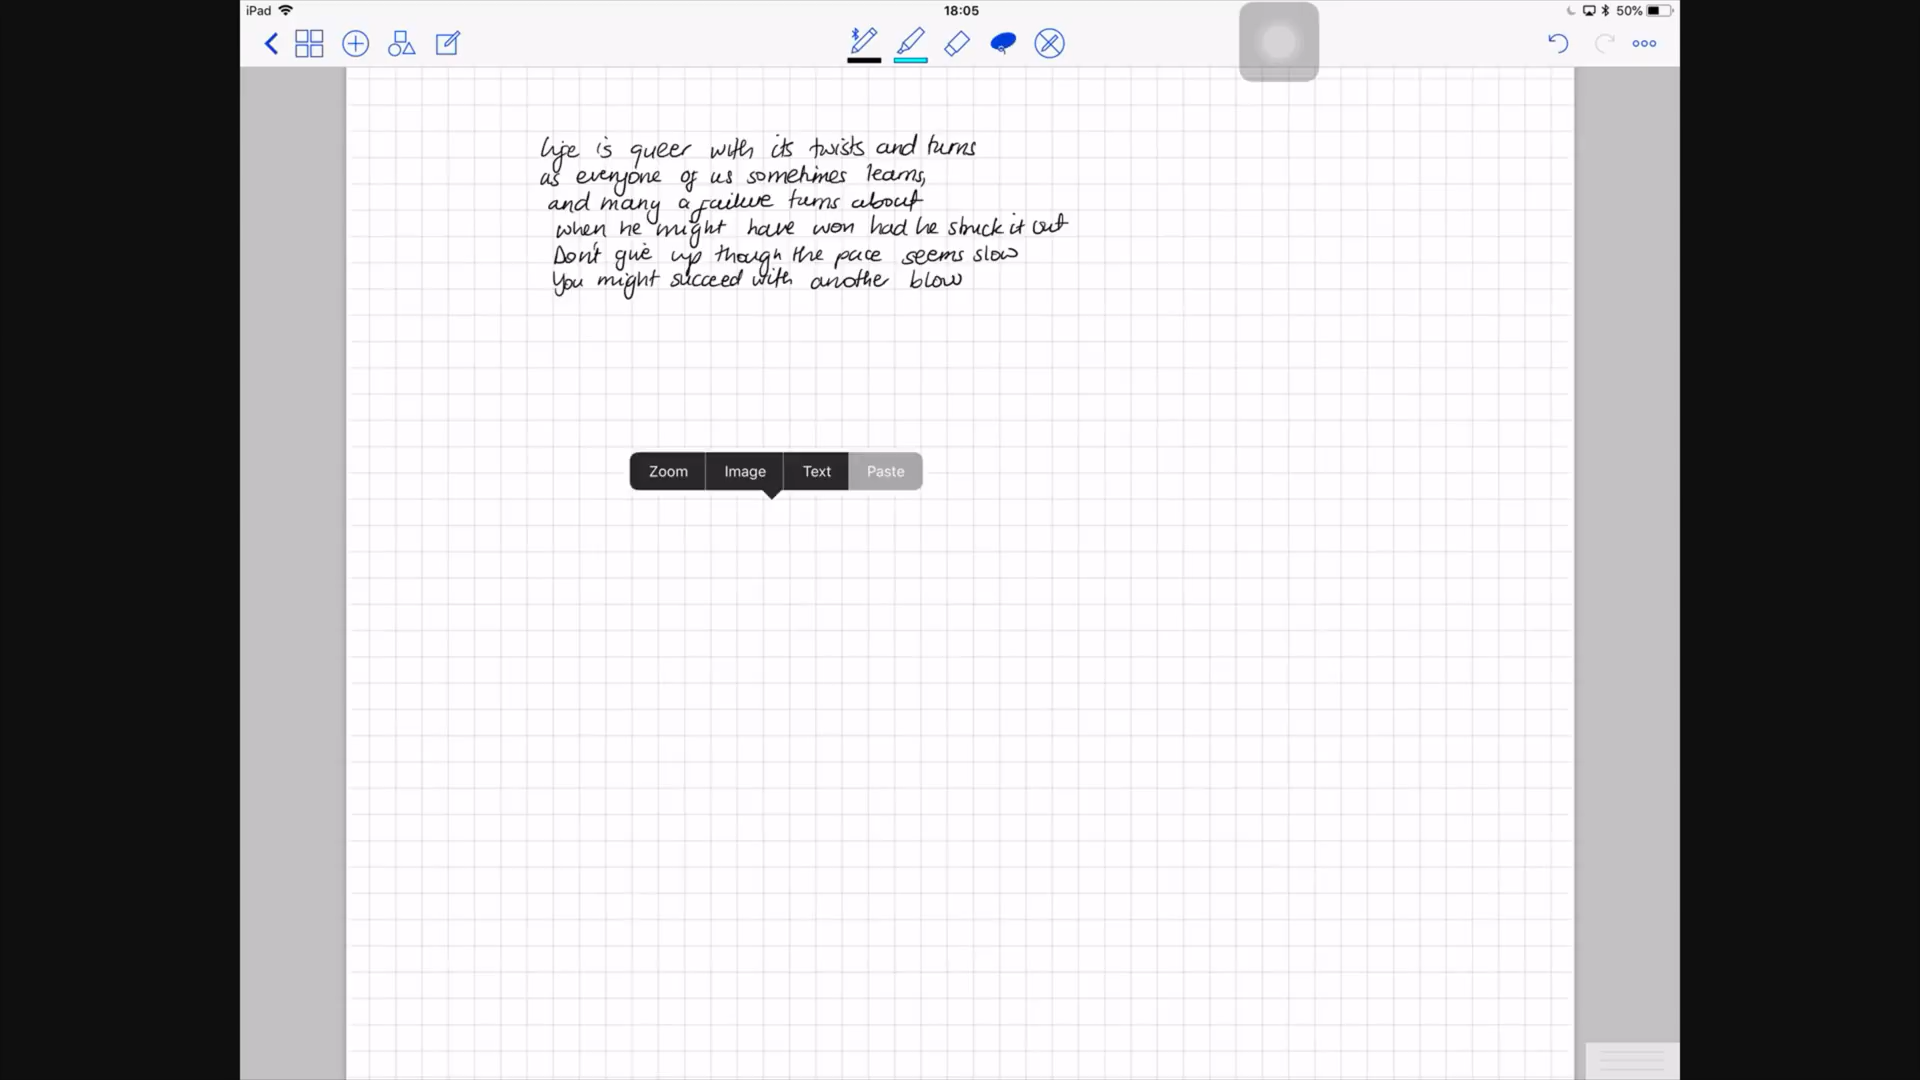 iPad
18:05
50%
Life is queer with its twists and turns
as everyone of us sometimes learns,
and many a failure turns about
when he might have won had he struck it out
Don't give up though the pace seems slow
You might succeed with another blow
Zoom Image Text Paste